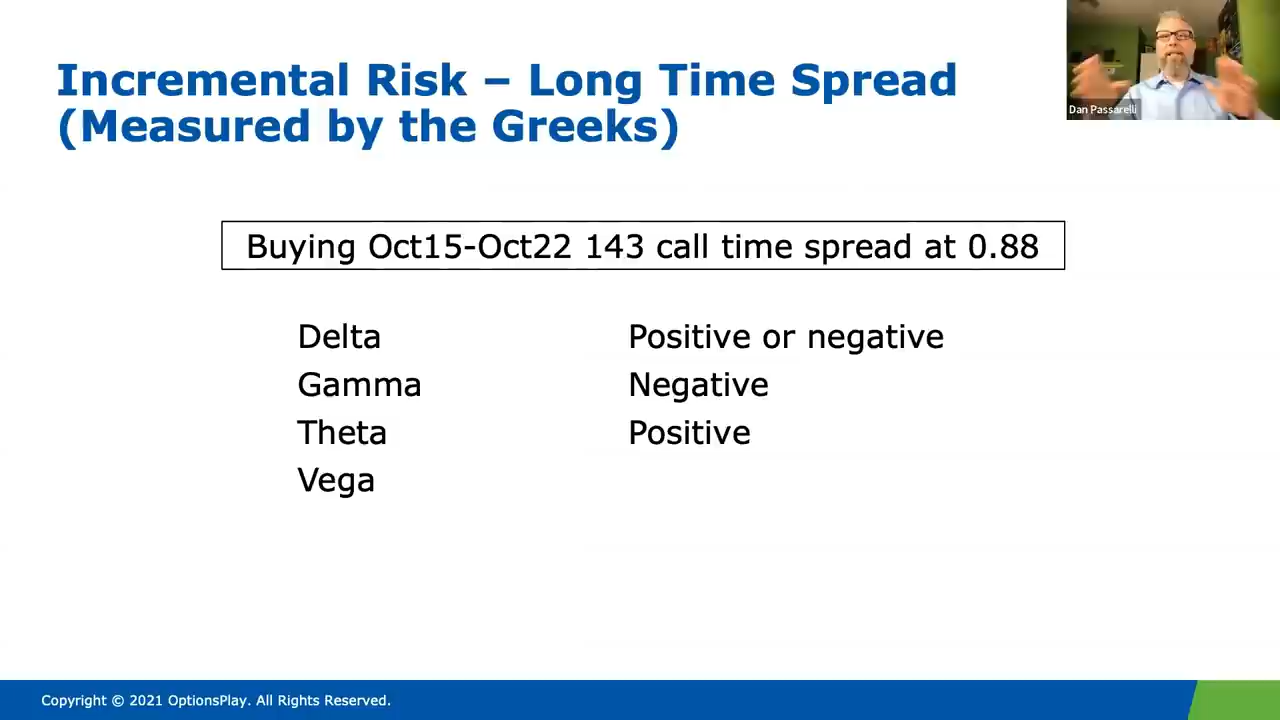 Incremental Risk – Long Time Spread
(Measured by the Greeks)
Dan Passarelli
Buying Oct15-Oct22 143 call time spread at 0.88
Delta Positive or negative
Gamma Negative
Theta Positive
Vega
Copyright © 2021 OptionsPlay. All Rights Reserved.